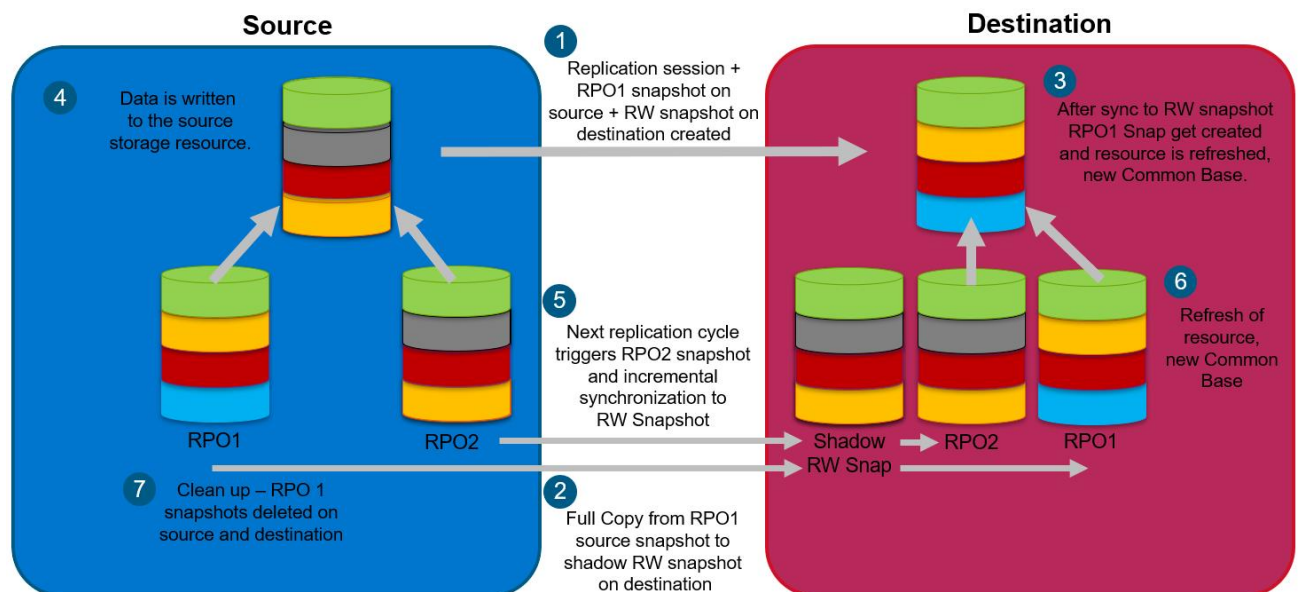 Source
Destination
1
Replication session +
RPO1 snapshot on
source + RW snapshot on
destination created
4
Data is written
to the source
storage resource.
3
After sync to RW snapshot
RPO1 Snap get created
and resource is refreshed,
new Common Base.
5
Next replication cycle
triggers RPO2 snapshot
and incremental
synchronization to
RW Snapshot
6
Refresh of
resource,
new Common
Base
RPO1
RPO2
Shadow
RW Snap
RPO2
RPO1
7
Clean up – RPO 1
snapshots deleted on
source and destination
2
Full Copy from RPO1
source snapshot to
shadow RW snapshot
on destination